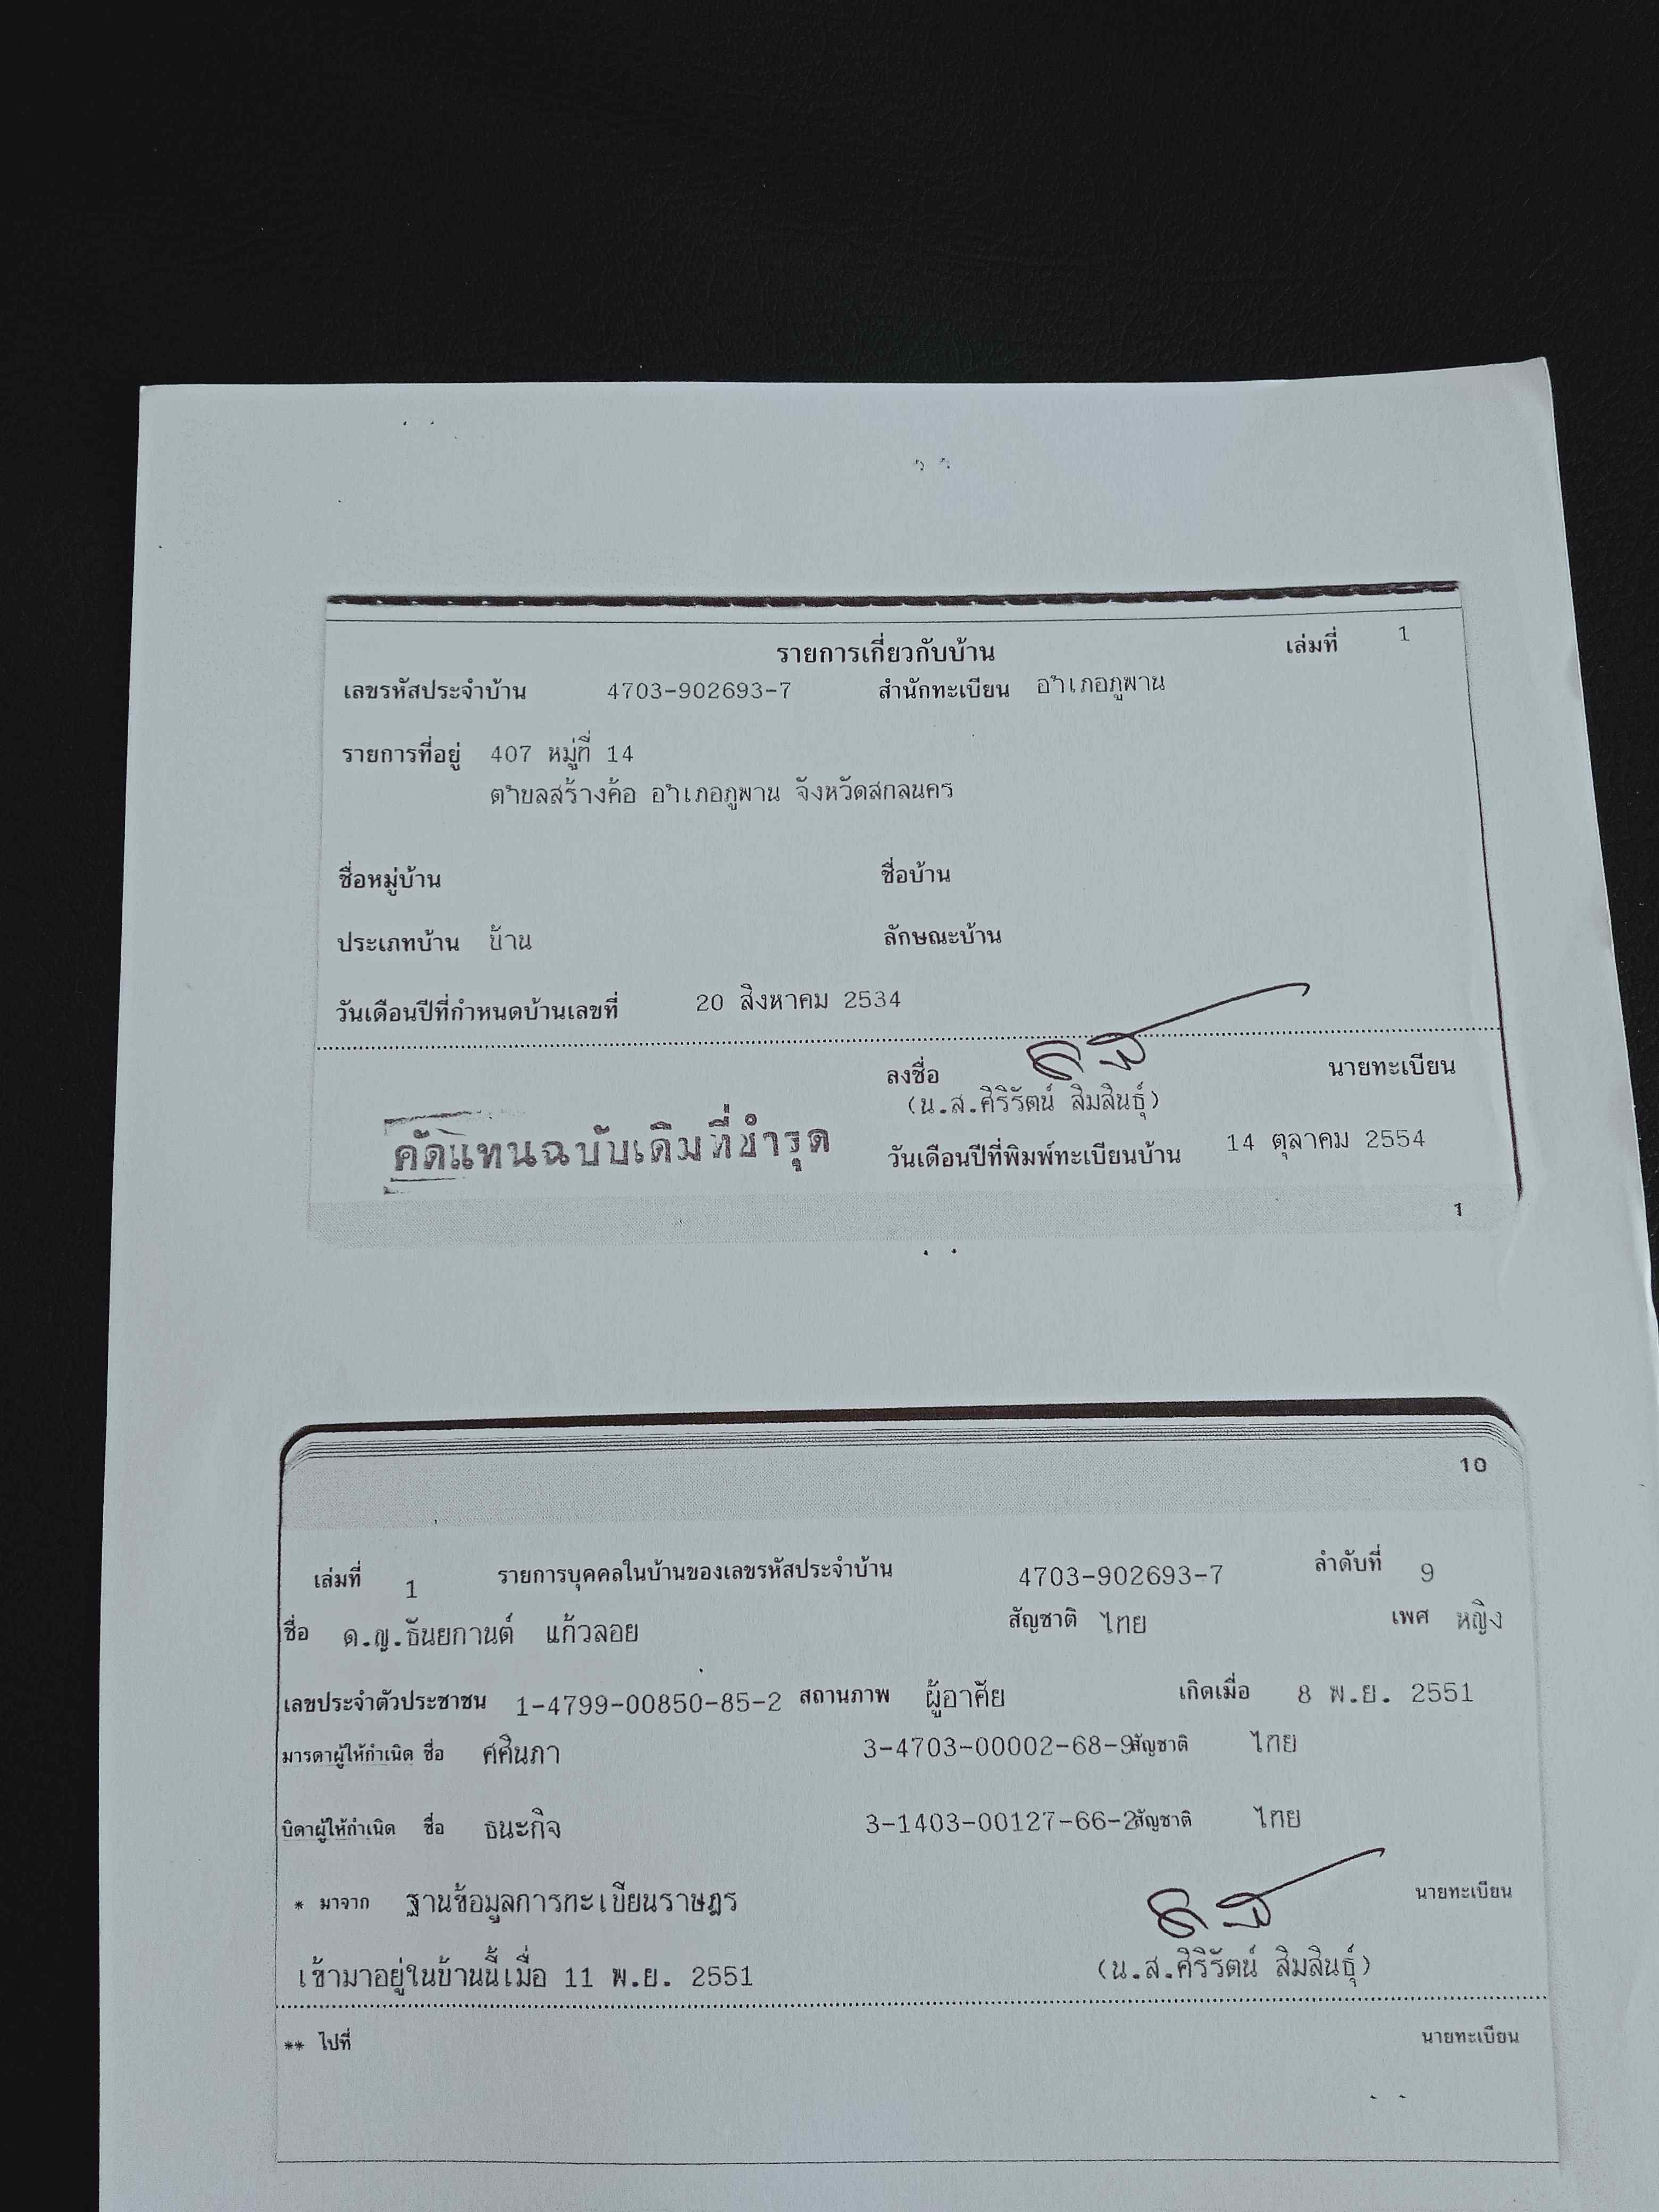 รายการเกี่ยวกับบ้าน เล่มที่ 1
เลขรหัสประจำบ้าน 4703-902693-7 สำนักทะเบียน อำเภอภูพาน
รายการที่อยู่ 407 หมู่ที่ 14
ตำบลสร้างค้อ อำเภอภูพาน จังหวัดสกลนคร
ชื่อหมู่บ้าน ชื่อบ้าน
ประเภทบ้าน บ้าน ลักษณะบ้าน
วันเดือนปีที่กำหนดบ้านเลขที่ 20 สิงหาคม 2534
ลงชื่อ นายทะเบียน
(น.ส.ศิริรัตน์ สิมสินธุ์)
คัดแทนฉบับเดิมที่ชำรุด วันเดือนปีที่พิมพ์ทะเบียนบ้าน 14 ตุลาคม 2554
1
10
เล่มที่ 1 รายการบุคคลในบ้านของเลขรหัสประจำบ้าน 4703-902693-7 ลำดับที่ 9
ชื่อ ด.ญ.ธันยกานต์ แก้วลอย สัญชาติ ไทย เพศ หญิง
เลขประจำตัวประชาชน 1-4799-00850-85-2 สถานภาพ ผู้อาศัย เกิดเมื่อ 8 พ.ย. 2551
มารดาผู้ให้กำเนิด ชื่อ ศศินภา 3-4703-00002-68-9 สัญชาติ ไทย
บิดาผู้ให้กำเนิด ชื่อ ธนะกิจ 3-1403-00127-66-2 สัญชาติ ไทย
* มาจาก ฐานข้อมูลการทะเบียนราษฎร นายทะเบียน
เข้ามาอยู่ในบ้านนี้เมื่อ 11 พ.ย. 2551 (น.ส.ศิริรัตน์ สิมสินธุ์)
** ไปที่ นายทะเบียน